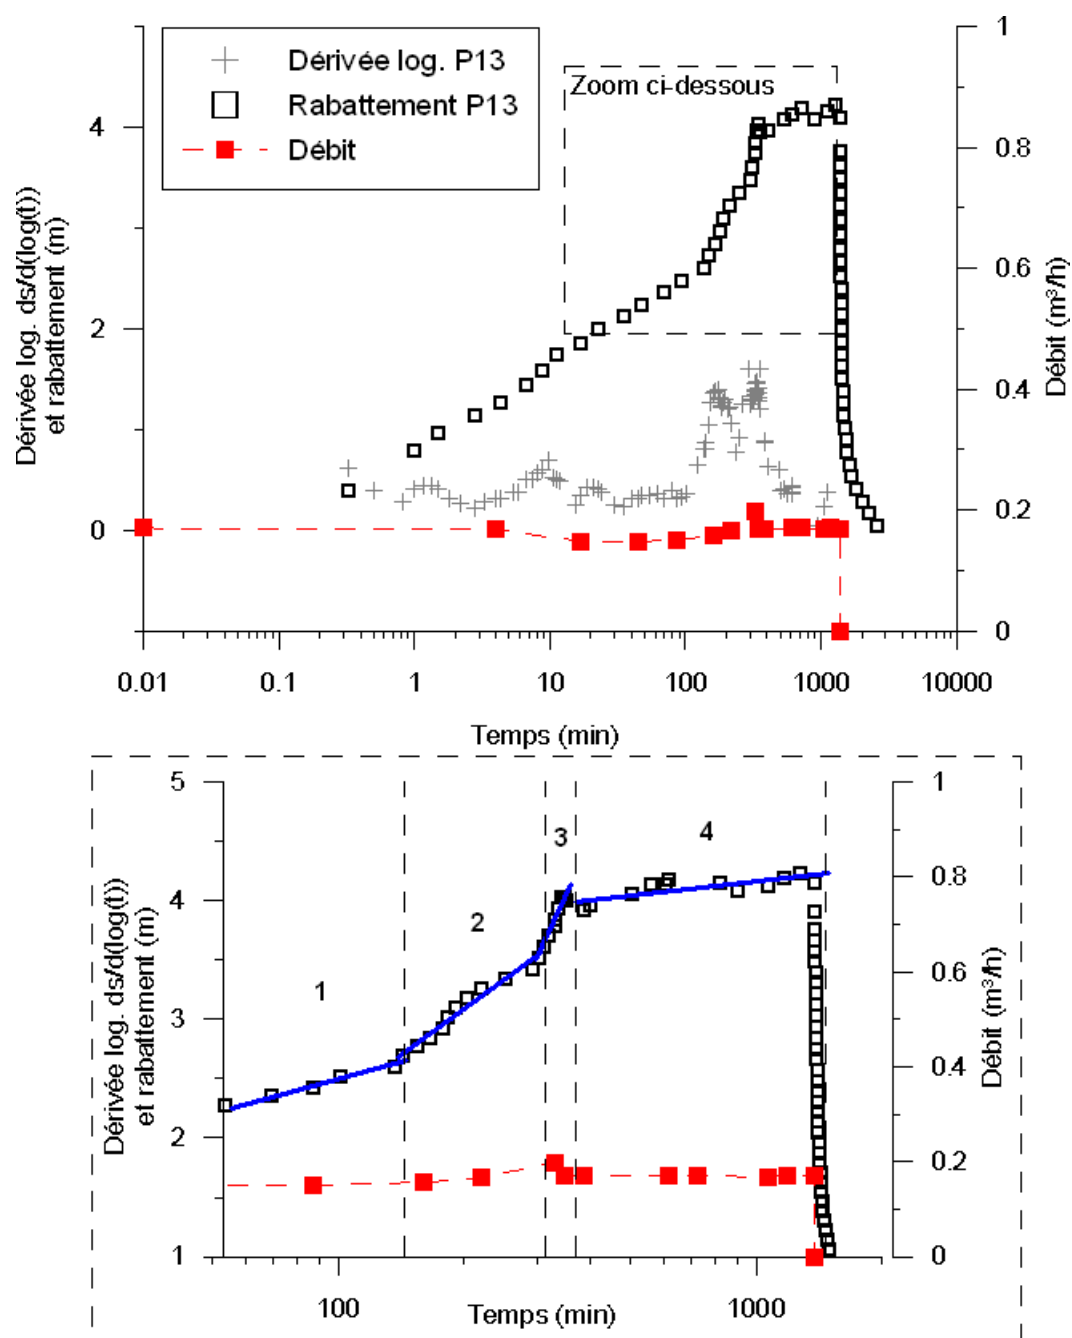 Dérivée log. P13
Rabattement P13
Débit
Zoom ci-dessous
Dérivée log. ds/d(log(t))
et rabattement (m)
4
2
0
1
0.8
0.6
0.4
0.2
0
Débit (m³/h)
0.01 0.1 1 10 100 1000 10000
Temps (min)
5
4
3
2
1
Dérivée log. ds/d(log(t))
et rabattement (m)
1
2
3
4
1
0.8
0.6
0.4
0.2
0
Débit (m³/h)
100 1000
Temps (min)